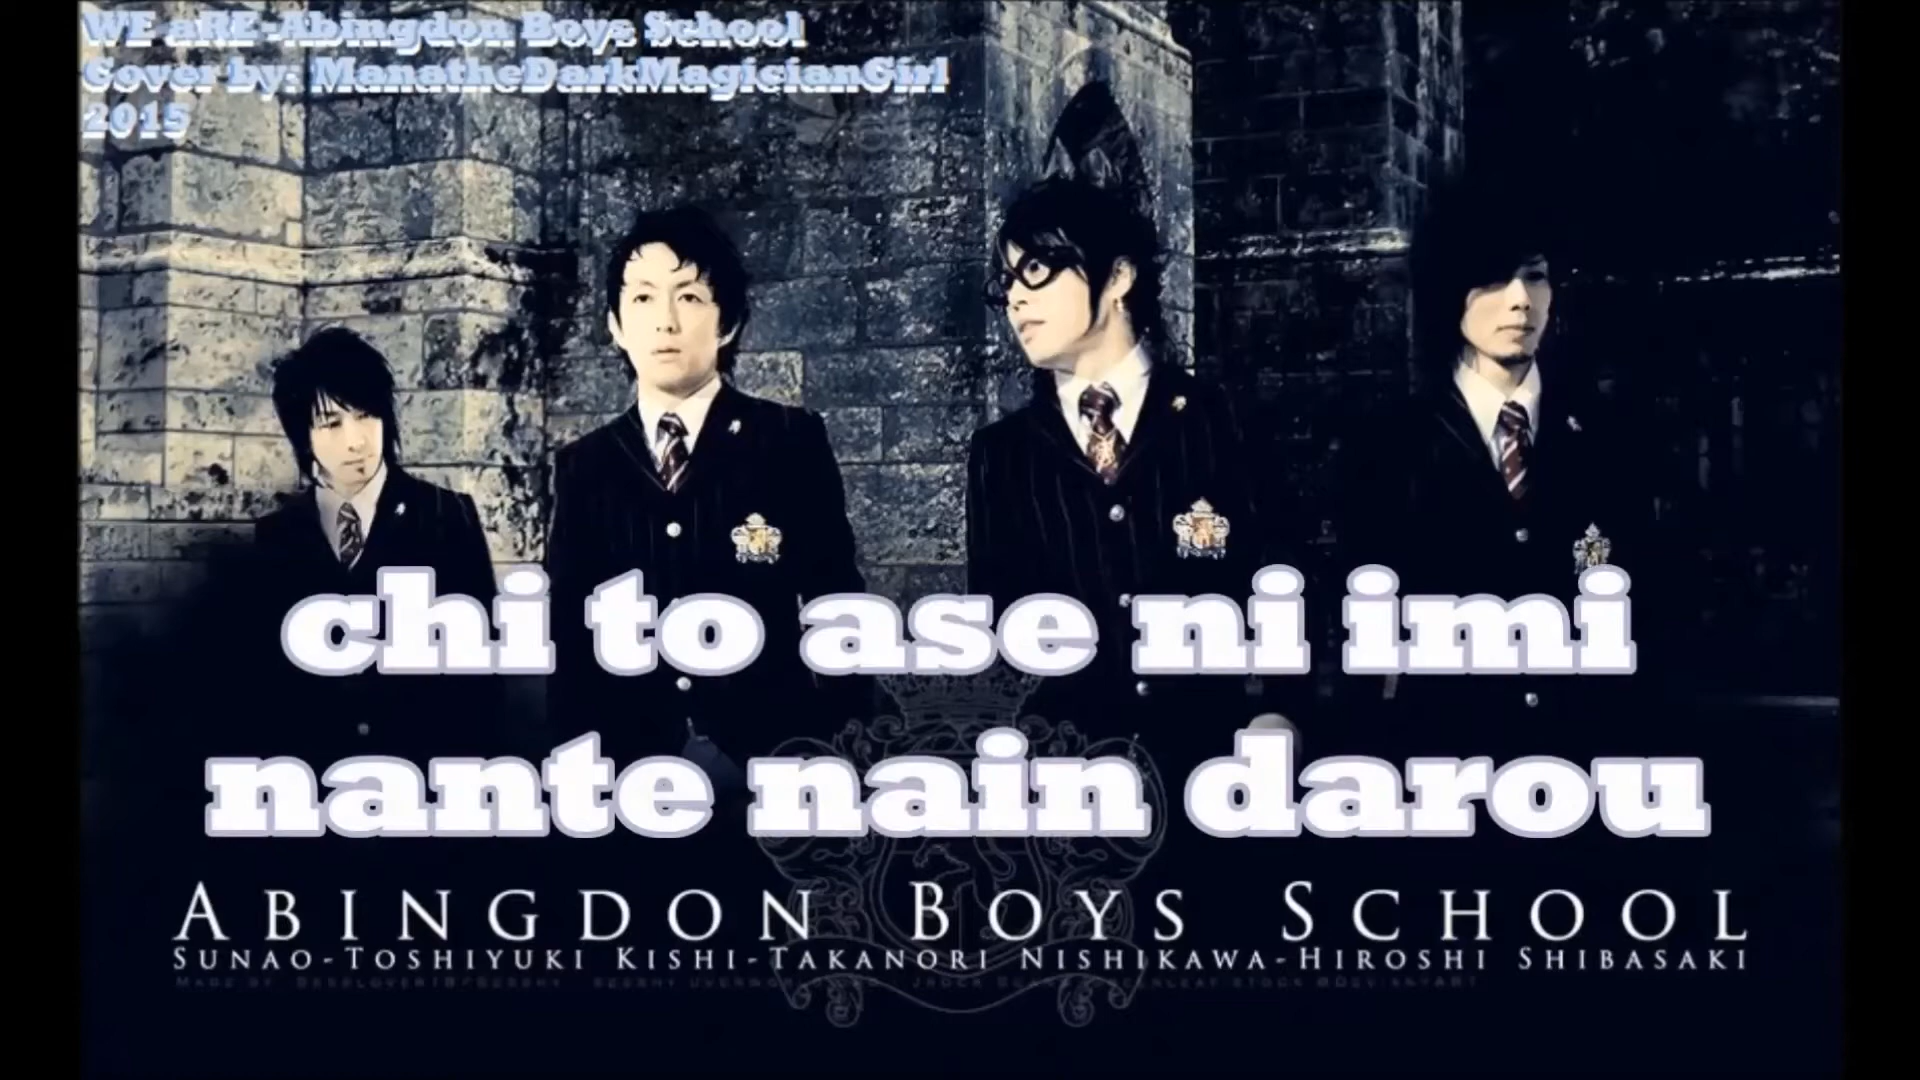 WE-aRE-Abingdon Boys School
Cover by: ManatheDarkMagicianGirl
2015
chi to ase ni imi
nante nain darou
ABINGDON BOYS SCHOOL
SUNAO-TOSHIYUKI KISHI-TAKANORI NISHIKAWA-HIROSHI SHIBASAKI